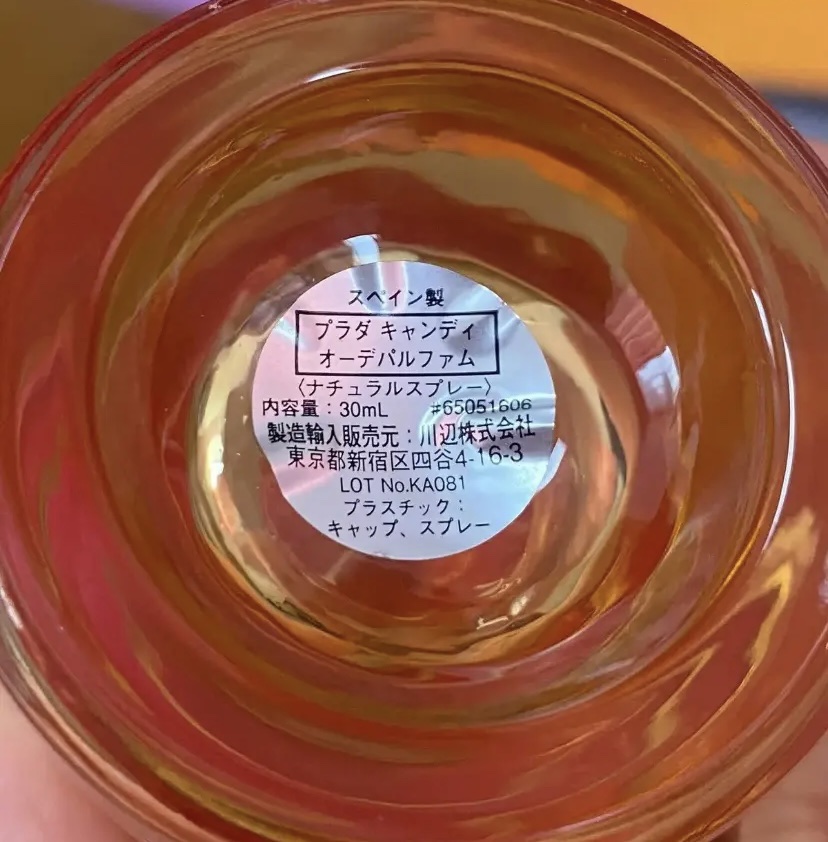 スペイン製
プラダ キャンディ
オーデパルファム
〈ナチュラルスプレー〉
内容量：30mL #65051606
製造輸入販売元：川辺株式会社
東京都新宿区四谷4-16-3
LOT No.KA081
プラスチック：
キャップ、スプレー